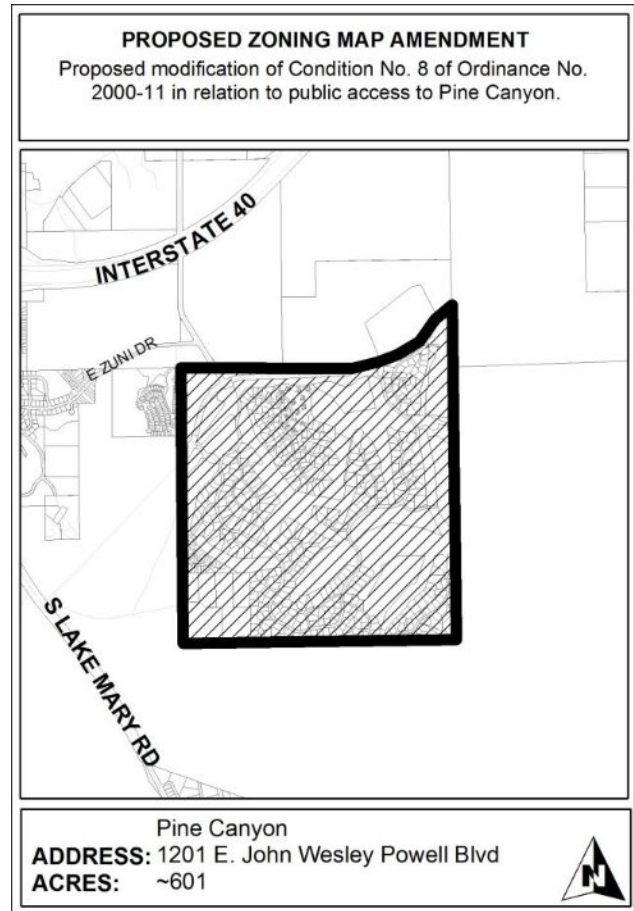 PROPOSED ZONING MAP AMENDMENT
Proposed modification of Condition No. 8 of Ordinance No.
2000-11 in relation to public access to Pine Canyon.
INTERSTATE 40
E ZUNI DR
S LAKE MARY RD
Pine Canyon
ADDRESS: 1201 E. John Wesley Powell Blvd
ACRES: ~601
N